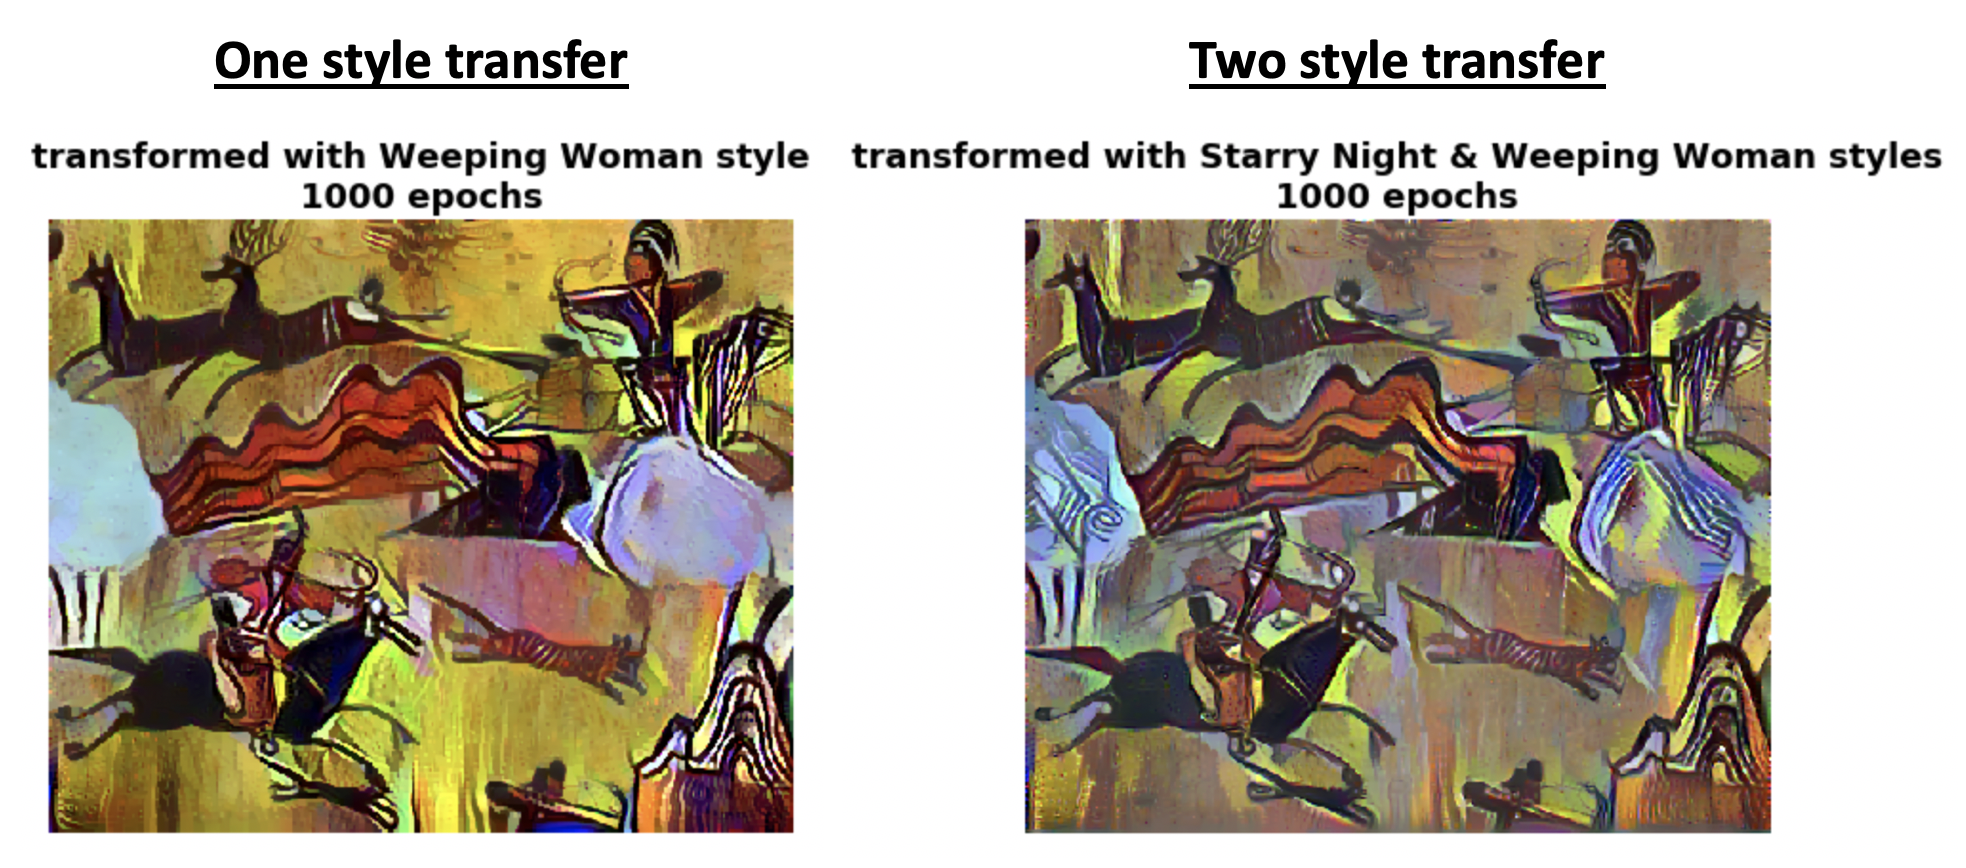 One style transfer
Two style transfer
transformed with Weeping Woman style
1000 epochs
transformed with Starry Night & Weeping Woman styles
1000 epochs